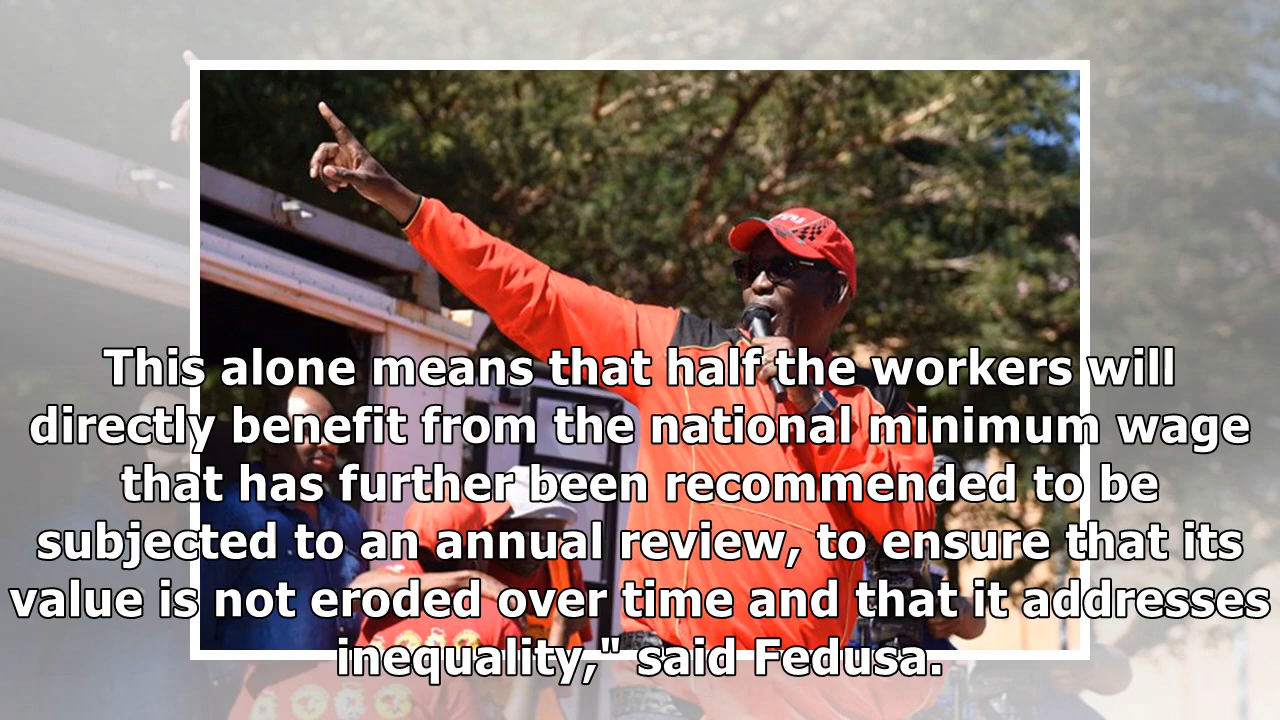 This alone means that half the workers will
directly benefit from the national minimum wage
that has further been recommended to be
subjected to an annual review, to ensure that its
value is not eroded over time and that it addresses
inequality," said Fedusa.